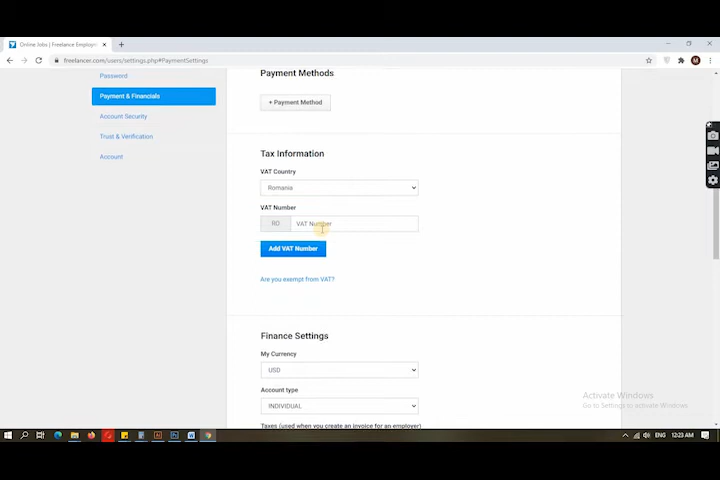 Online Jobs | Freelance Employm
freelancer.com/users/settings.php#PaymentSettings
Password
Payment & Financials
Account Security
Trust & Verification
Account
Payment Methods
+ Payment Method
Tax Information
VAT Country
Romania
VAT Number
RO VAT Number
Add VAT Number
Are you exempt from VAT?
Finance Settings
My Currency
USD
Account type
INDIVIDUAL
Taxes (used when you create an invoice for an employer)
Activate Windows
Go to Settings to activate Windows.
ENG 12:23 AM